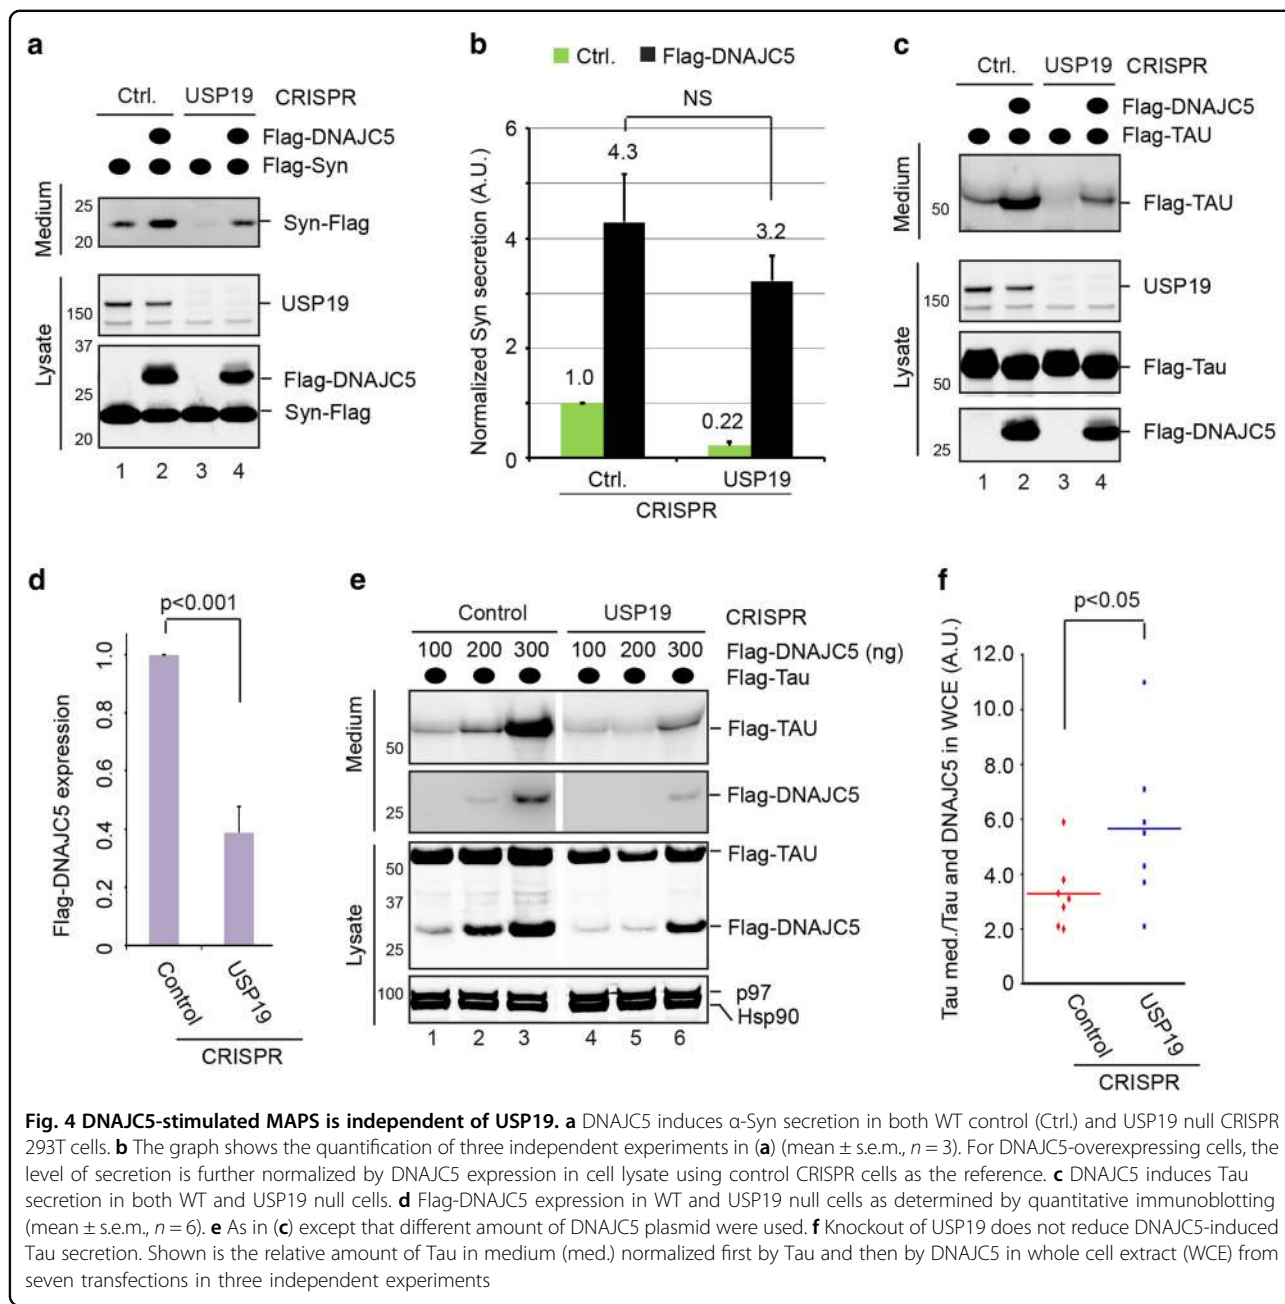 a
Ctrl. USP19 CRISPR
Flag-DNAJC5
Flag-Syn
Medium
25
20
Syn-Flag
Lysate
150
USP19
37
25
20
Flag-DNAJC5
Syn-Flag
1 2 3 4
b
Ctrl. Flag-DNAJC5
NS
Normalized Syn secretion (A.U.)
6
4
2
0
1.0
4.3
0.22
3.2
Ctrl. USP19
CRISPR
c
Ctrl. USP19 CRISPR
Flag-DNAJC5
Flag-TAU
Medium
50
Flag-TAU
Lysate
150
USP19
50
Flag-Tau
25
Flag-DNAJC5
1 2 3 4
d
p<0.001
Flag-DNAJC5 expression
1.0
0.8
0.6
0.4
0.2
0
Control
USP19
CRISPR
e
Control USP19 CRISPR
100 200 300 100 200 300 Flag-DNAJC5 (ng)
Flag-Tau
Medium
50
Flag-TAU
25
Flag-DNAJC5
Lysate
50
37
25
Flag-TAU
Flag-DNAJC5
100
p97
Hsp90
1 2 3 4 5 6
f
p<0.05
Tau med./Tau and DNAJC5 in WCE (A.U.)
12.0
10.0
8.0
6.0
4.0
2.0
0
Control
USP19
CRISPR
Fig. 4 DNAJC5-stimulated MAPS is independent of USP19. a DNAJC5 induces α-Syn secretion in both WT control (Ctrl.) and USP19 null CRISPR
293T cells. b The graph shows the quantification of three independent experiments in (a) (mean ± s.e.m., n = 3). For DNAJC5-overexpressing cells, the
level of secretion is further normalized by DNAJC5 expression in cell lysate using control CRISPR cells as the reference. c DNAJC5 induces Tau
secretion in both WT and USP19 null cells. d Flag-DNAJC5 expression in WT and USP19 null cells as determined by quantitative immunoblotting
(mean ± s.e.m., n = 6). e As in (c) except that different amount of DNAJC5 plasmid were used. f Knockout of USP19 does not reduce DNAJC5-induced
Tau secretion. Shown is the relative amount of Tau in medium (med.) normalized first by Tau and then by DNAJC5 in whole cell extract (WCE) from
seven transfections in three independent experiments